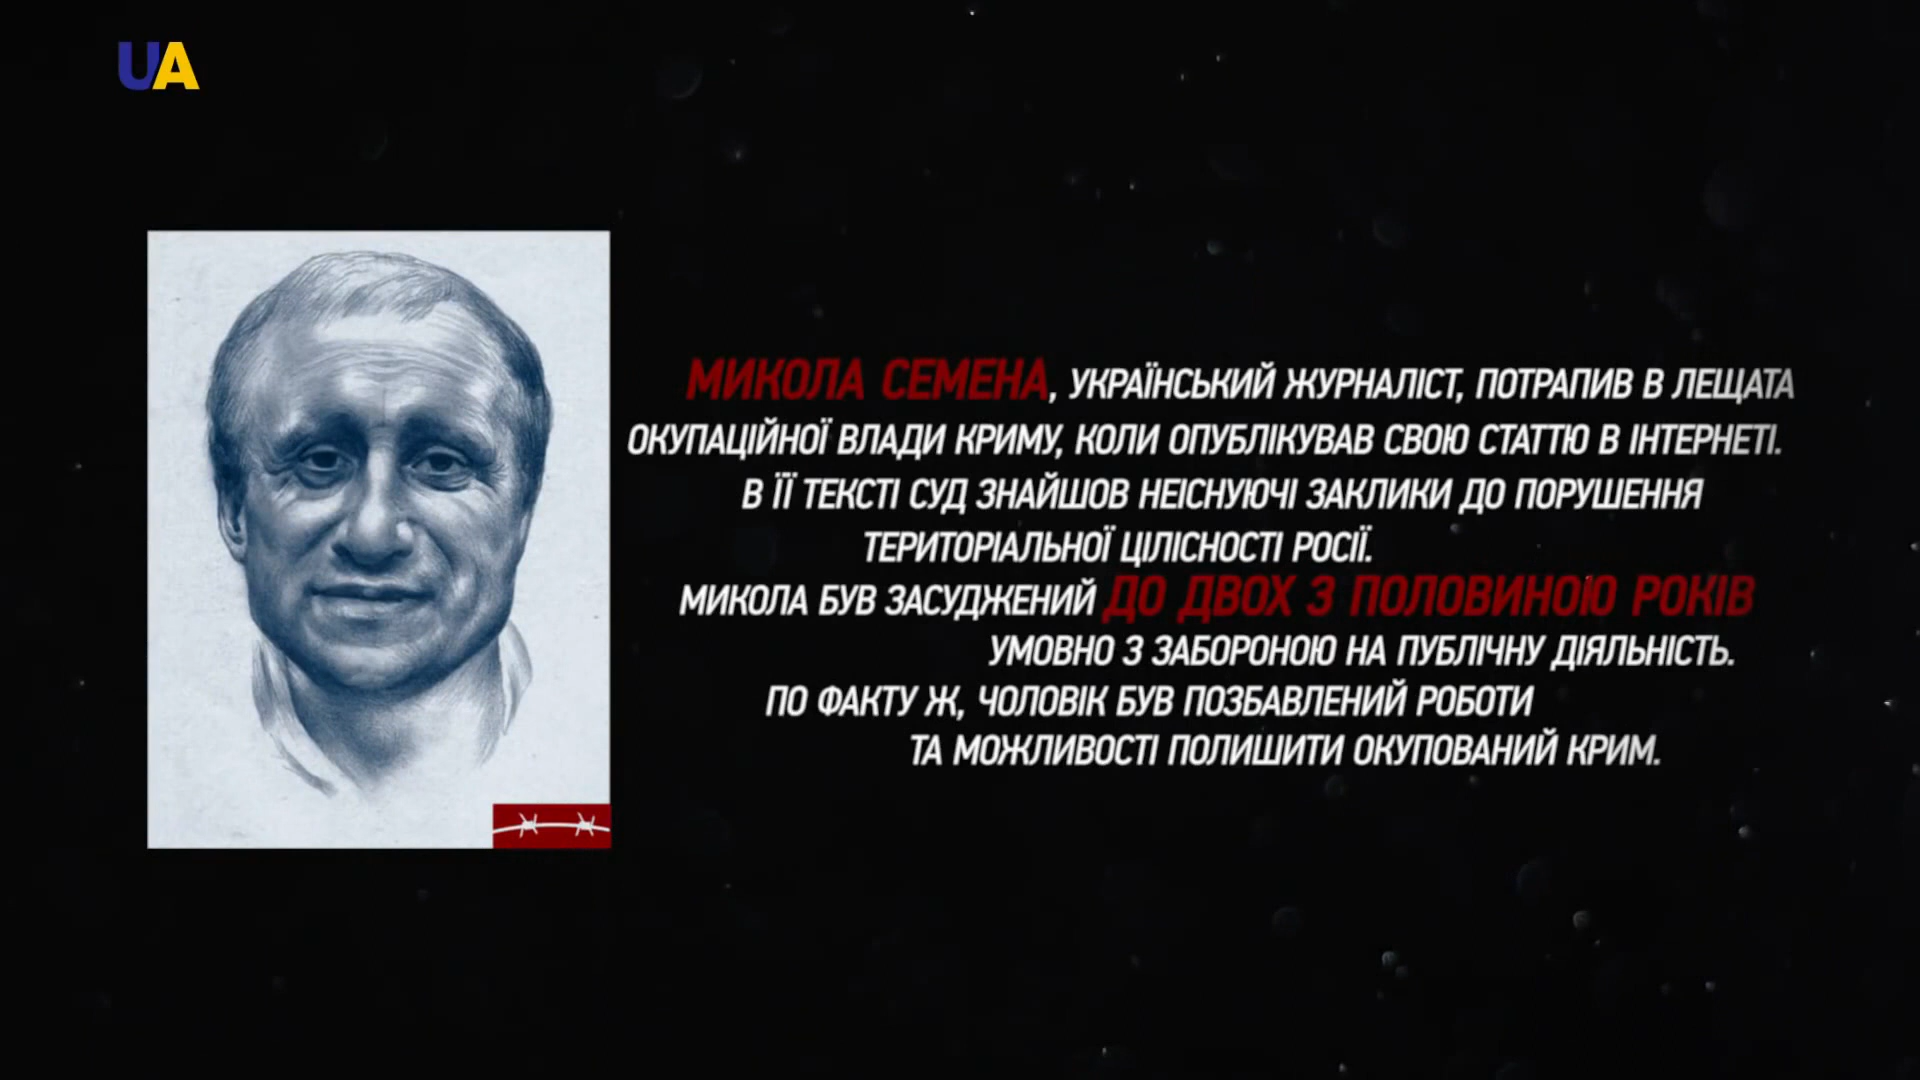 UA
МИКОЛА СЕМЕНА, УКРАЇНСЬКИЙ ЖУРНАЛІСТ, ПОТРАПИВ В ЛЕЩАТА
ОКУПАЦІЙНОЇ ВЛАДИ КРИМУ, КОЛИ ОПУБЛІКУВАВ СВОЮ СТАТТЮ В ІНТЕРНЕТІ.
В ЇЇ ТЕКСТІ СУД ЗНАЙШОВ НЕІСНУЮЧІ ЗАКЛИКИ ДО ПОРУШЕННЯ
ТЕРИТОРІАЛЬНОЇ ЦІЛІСНОСТІ РОСІЇ.
МИКОЛА БУВ ЗАСУДЖЕНИЙ ДО ДВОХ З ПОЛОВИНОЮ РОКІВ
УМОВНО З ЗАБОРОНОЮ НА ПУБЛІЧНУ ДІЯЛЬНІСТЬ.
ПО ФАКТУ Ж, ЧОЛОВІК БУВ ПОЗБАВЛЕНИЙ РОБОТИ
ТА МОЖЛИВОСТІ ПОЛИШИТИ ОКУПОВАНИЙ КРИМ.